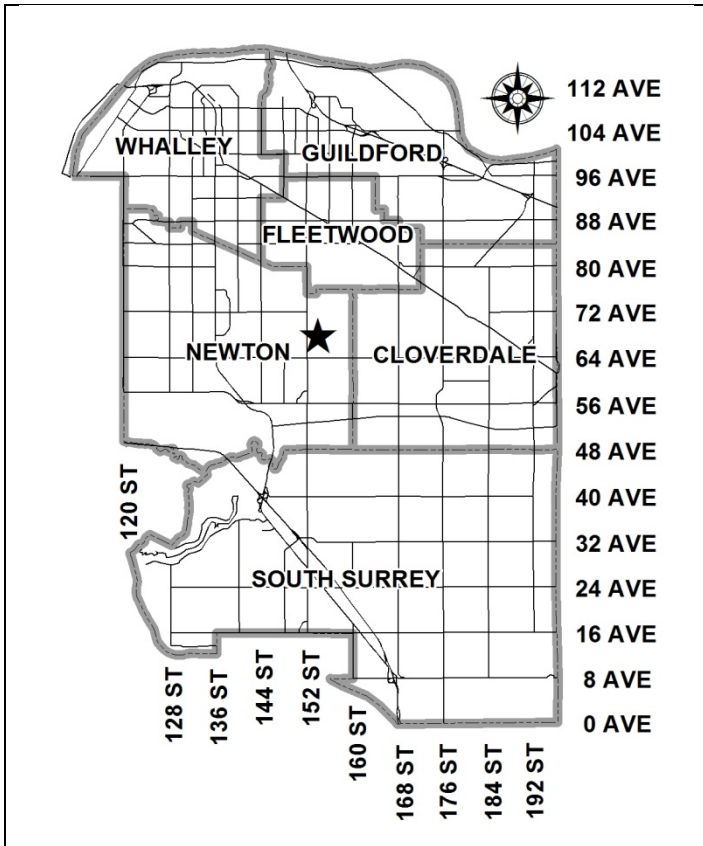 112 AVE
104 AVE
WHALLEY
GUILDFORD
96 AVE
88 AVE
FLEETWOOD
80 AVE
72 AVE
NEWTON
CLOVERDALE
64 AVE
56 AVE
48 AVE
120 ST
40 AVE
32 AVE
SOUTH SURREY
24 AVE
16 AVE
128 ST
136 ST
144 ST
152 ST
8 AVE
160 ST
0 AVE
168 ST
176 ST
184 ST
192 ST